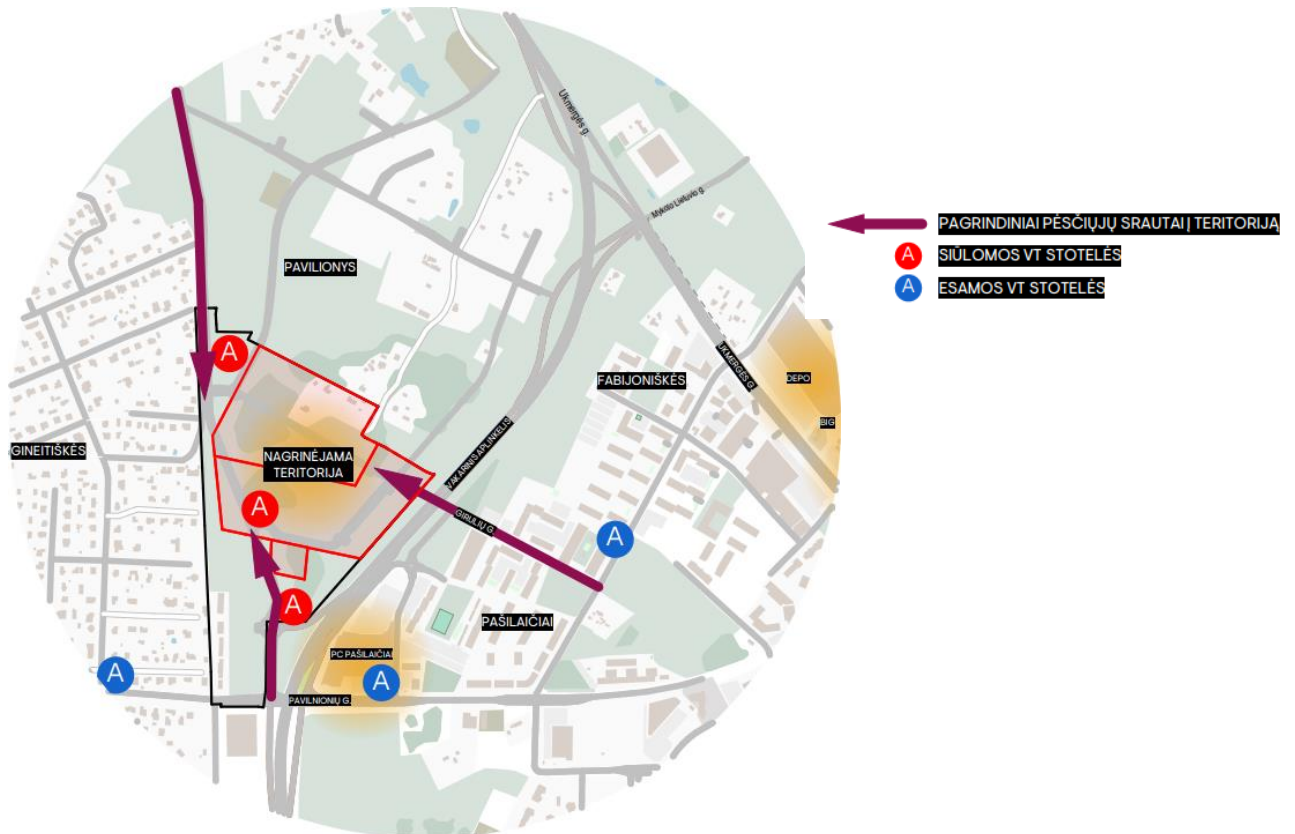 Ukmergės g.
Mykolo Lietuvio g.
PAGRINDINIAI PĖSČIŲJŲ SRAUTAI Į TERITORIJĄ
A
SIŪLOMOS VT STOTELĖS
A
ESAMOS VT STOTELĖS
PAVILIONYS
A
UKMERGĖS G.
FABIJONIŠKĖS
DEPO
BIG
GINEITIŠKĖS
NAGRINĖJAMA
TERITORIJA
VAKARINIS APLINKELIS
A
GIRULIŲ G.
A
A
PAŠILAIČIAI
PC PAŠILAIČIAI
A
A
PAVILNIONIŲ G.